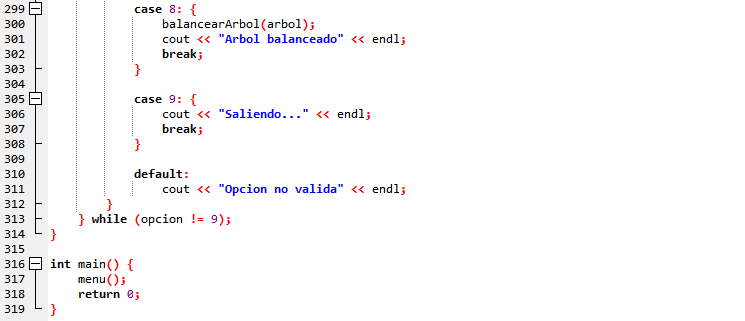 299 case 8: {
300 balancearArbol(arbol);
301 cout << "Arbol balanceado" << endl;
302 break;
303 }
304
305 case 9: {
306 cout << "Saliendo..." << endl;
307 break;
308 }
309
310 default:
311 cout << "Opcion no valida" << endl;
312 }
313 } while (opcion != 9);
314 }
315
316 int main() {
317 menu();
318 return 0;
319 }